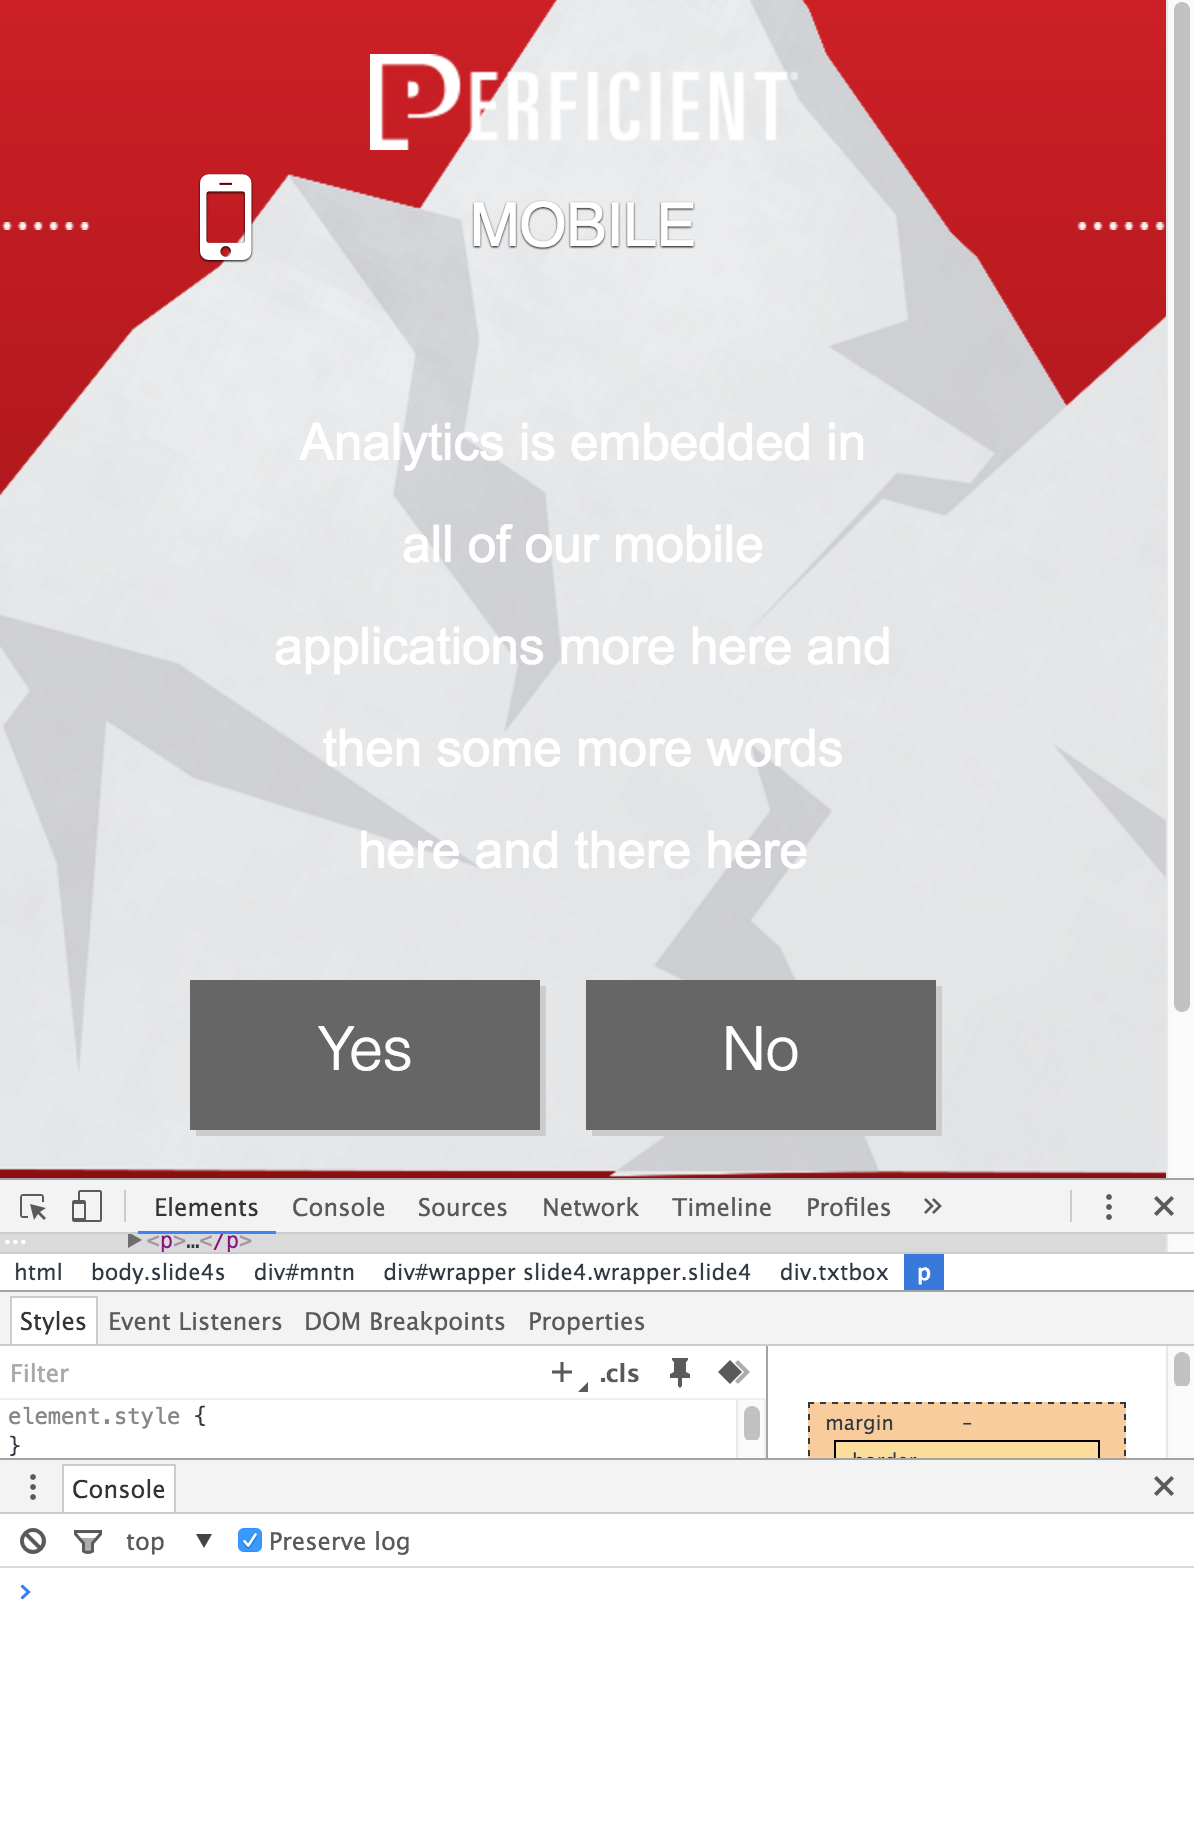 PERFICIENT
MOBILE
Analytics is embedded in
all of our mobile
applications more here and
then some more words
here and there here
Yes No
Elements Console Sources Network Timeline Profiles »
<p>…</p>
html body.slide4s div#mntn div#wrapper slide4.wrapper.slide4 div.txtbox p
Styles Event Listeners DOM Breakpoints Properties
Filter + .cls
element.style {
}
margin –
border
Console
top ▼ Preserve log
>